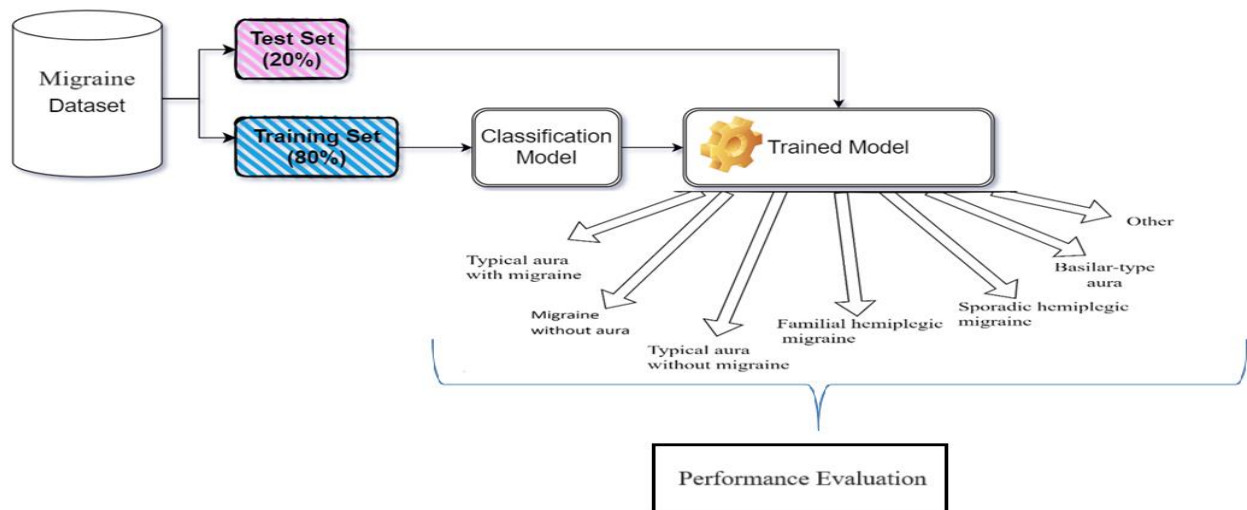 Migraine
Dataset
Test Set
(20%)
Training Set
(80%)
Classification
Model
Trained Model
Typical aura
with migraine
Migraine
without aura
Typical aura
without migraine
Familial hemiplegic
migraine
Sporadic hemiplegic
migraine
Basilar-type
aura
Other
Performance Evaluation